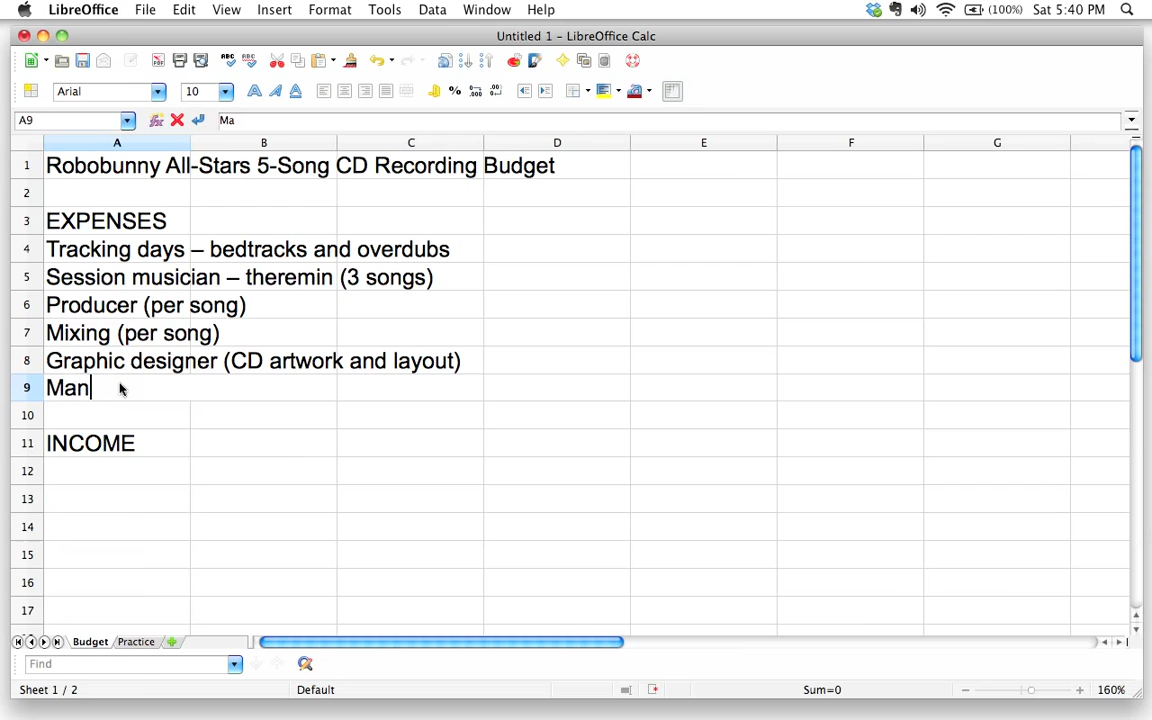 LibreOffice File Edit View Insert Format Tools Data Window Help (100%) Sat 5:40 PM
Untitled 1 – LibreOffice Calc
Arial 10
A9 Ma
A B C D E F G
1 Robobunny All-Stars 5-Song CD Recording Budget
2
3 EXPENSES
4 Tracking days – bedtracks and overdubs
5 Session musician – theremin (3 songs)
6 Producer (per song)
7 Mixing (per song)
8 Graphic designer (CD artwork and layout)
9 Man
10
11 INCOME
12
13
14
15
16
17
Budget Practice
Find
Sheet 1 / 2 Default Sum=0 160%